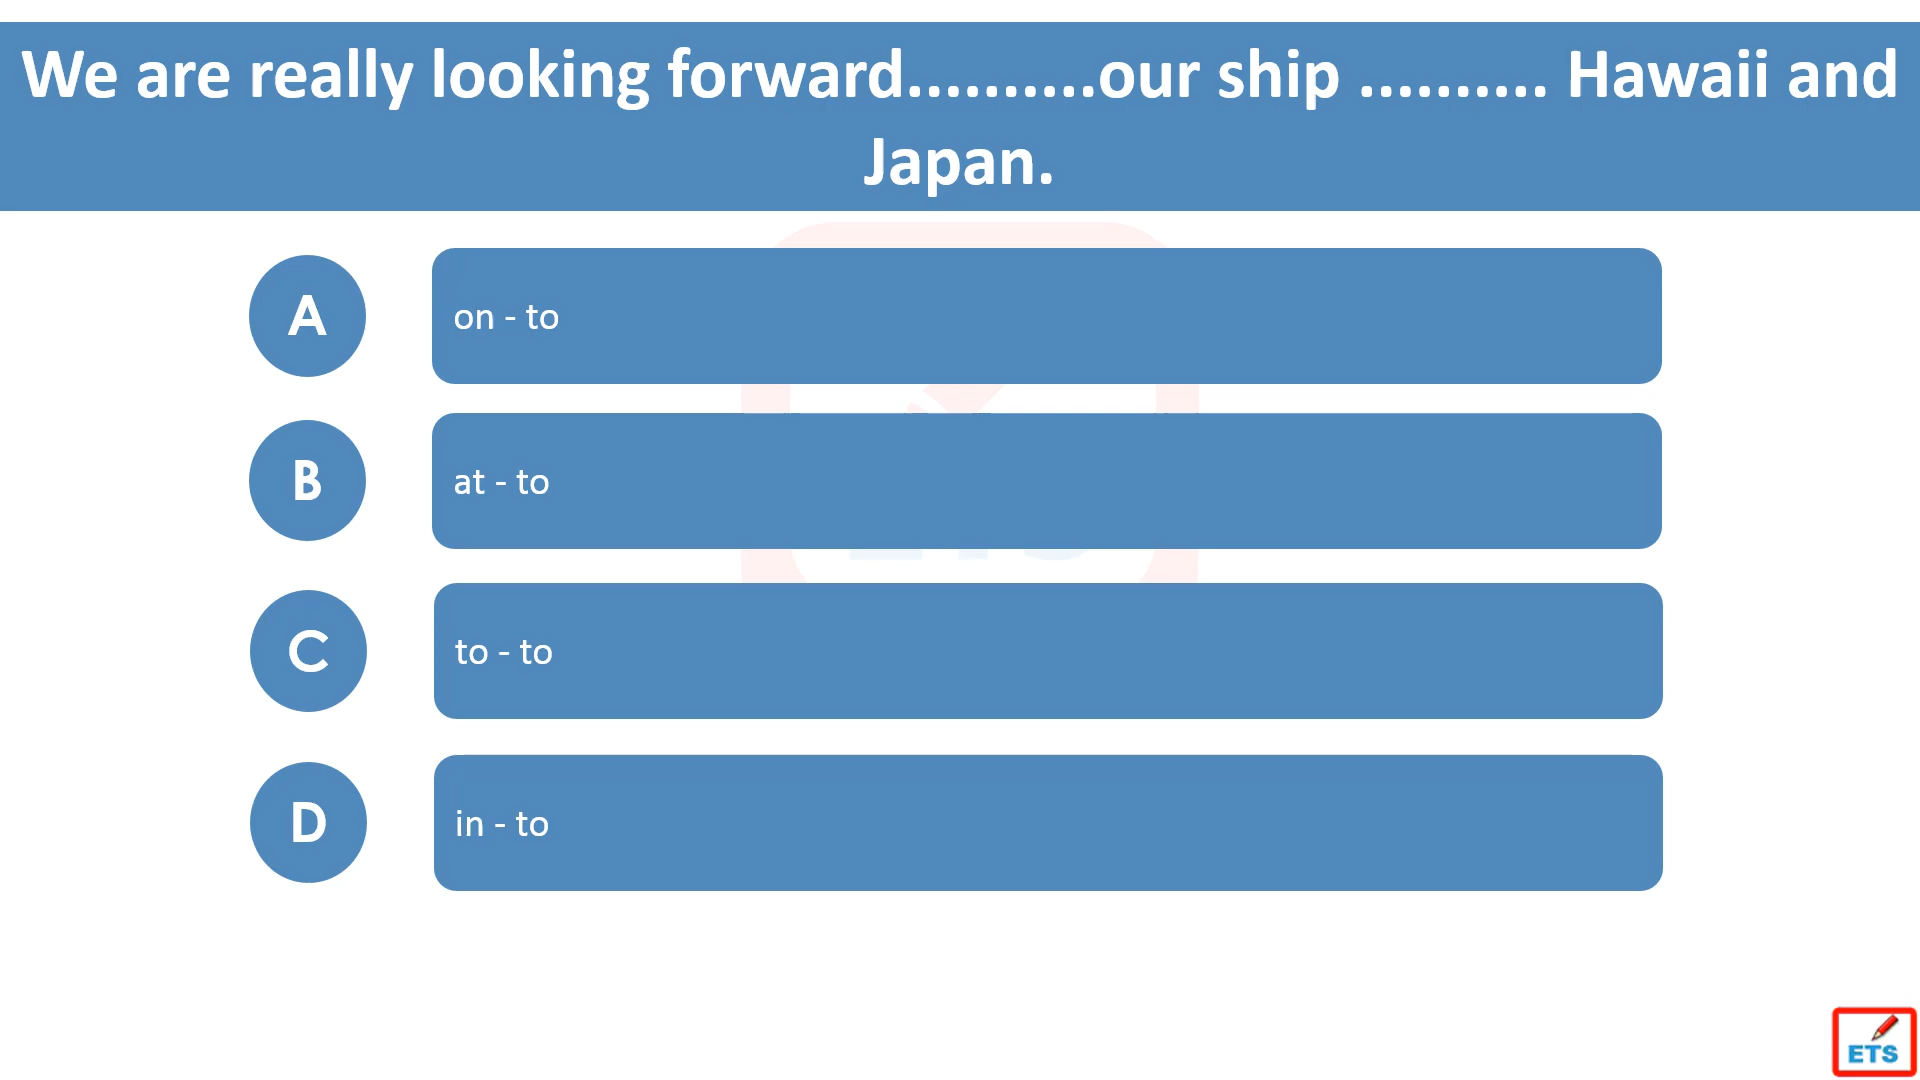 We are really looking forward..........our ship .......... Hawaii and
Japan.
A
on - to
B
at - to
C
to - to
D
in - to
ETS